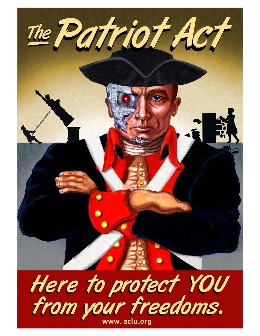 The Patriot Act
Here to protect YOU
from your freedoms.
www.aclu.org